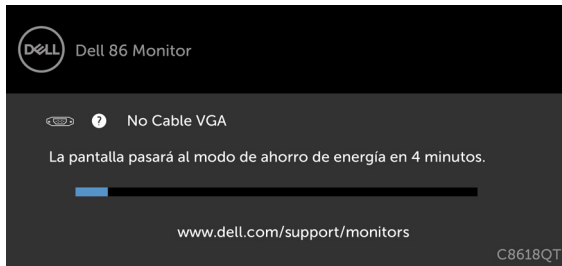 DELL
Dell 86 Monitor
? No Cable VGA
La pantalla pasará al modo de ahorro de energía en 4 minutos.
www.dell.com/support/monitors
C8618QT